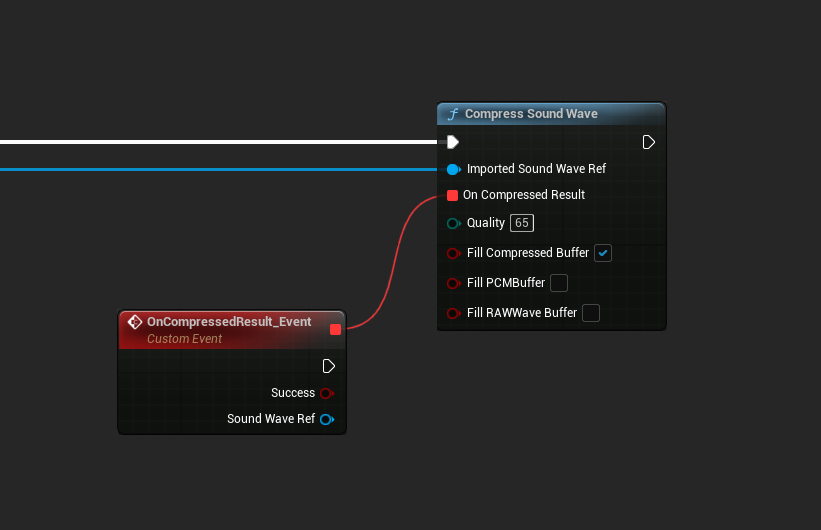 Compress Sound Wave
Imported Sound Wave Ref
On Compressed Result
Quality 65
Fill Compressed Buffer
Fill PCMBuffer
Fill RAWWave Buffer
OnCompressedResult_Event
Custom Event
Success
Sound Wave Ref